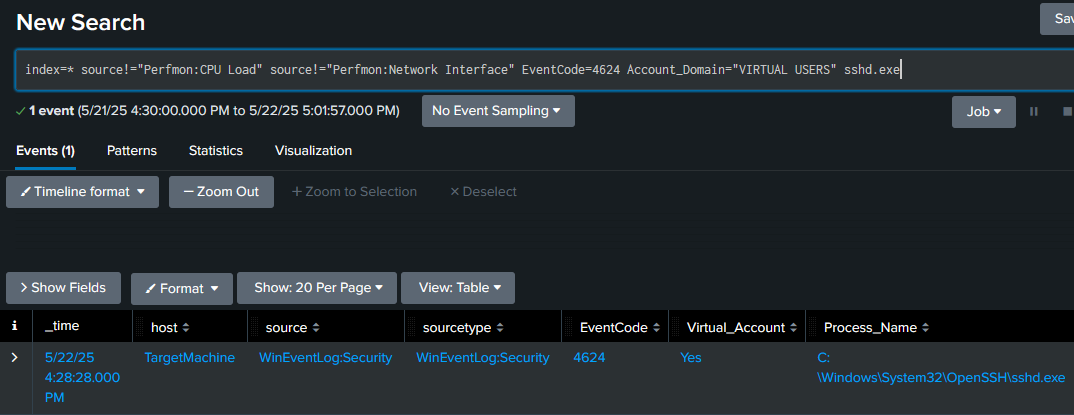 New Search
Sav
index=* source!="Perfmon:CPU Load" source!="Perfmon:Network Interface" EventCode=4624 Account_Domain="VIRTUAL USERS" sshd.exe
1 event (5/21/25 4:30:00.000 PM to 5/22/25 5:01:57.000 PM) No Event Sampling Job
Events (1) Patterns Statistics Visualization
Timeline format — Zoom Out + Zoom to Selection × Deselect
> Show Fields Format Show: 20 Per Page View: Table
i _time host source sourcetype EventCode Virtual_Account Process_Name
> 5/22/25 TargetMachine WinEventLog:Security WinEventLog:Security 4624 Yes C:
4:28:28.000 \Windows\System32\OpenSSH\sshd.exe
PM